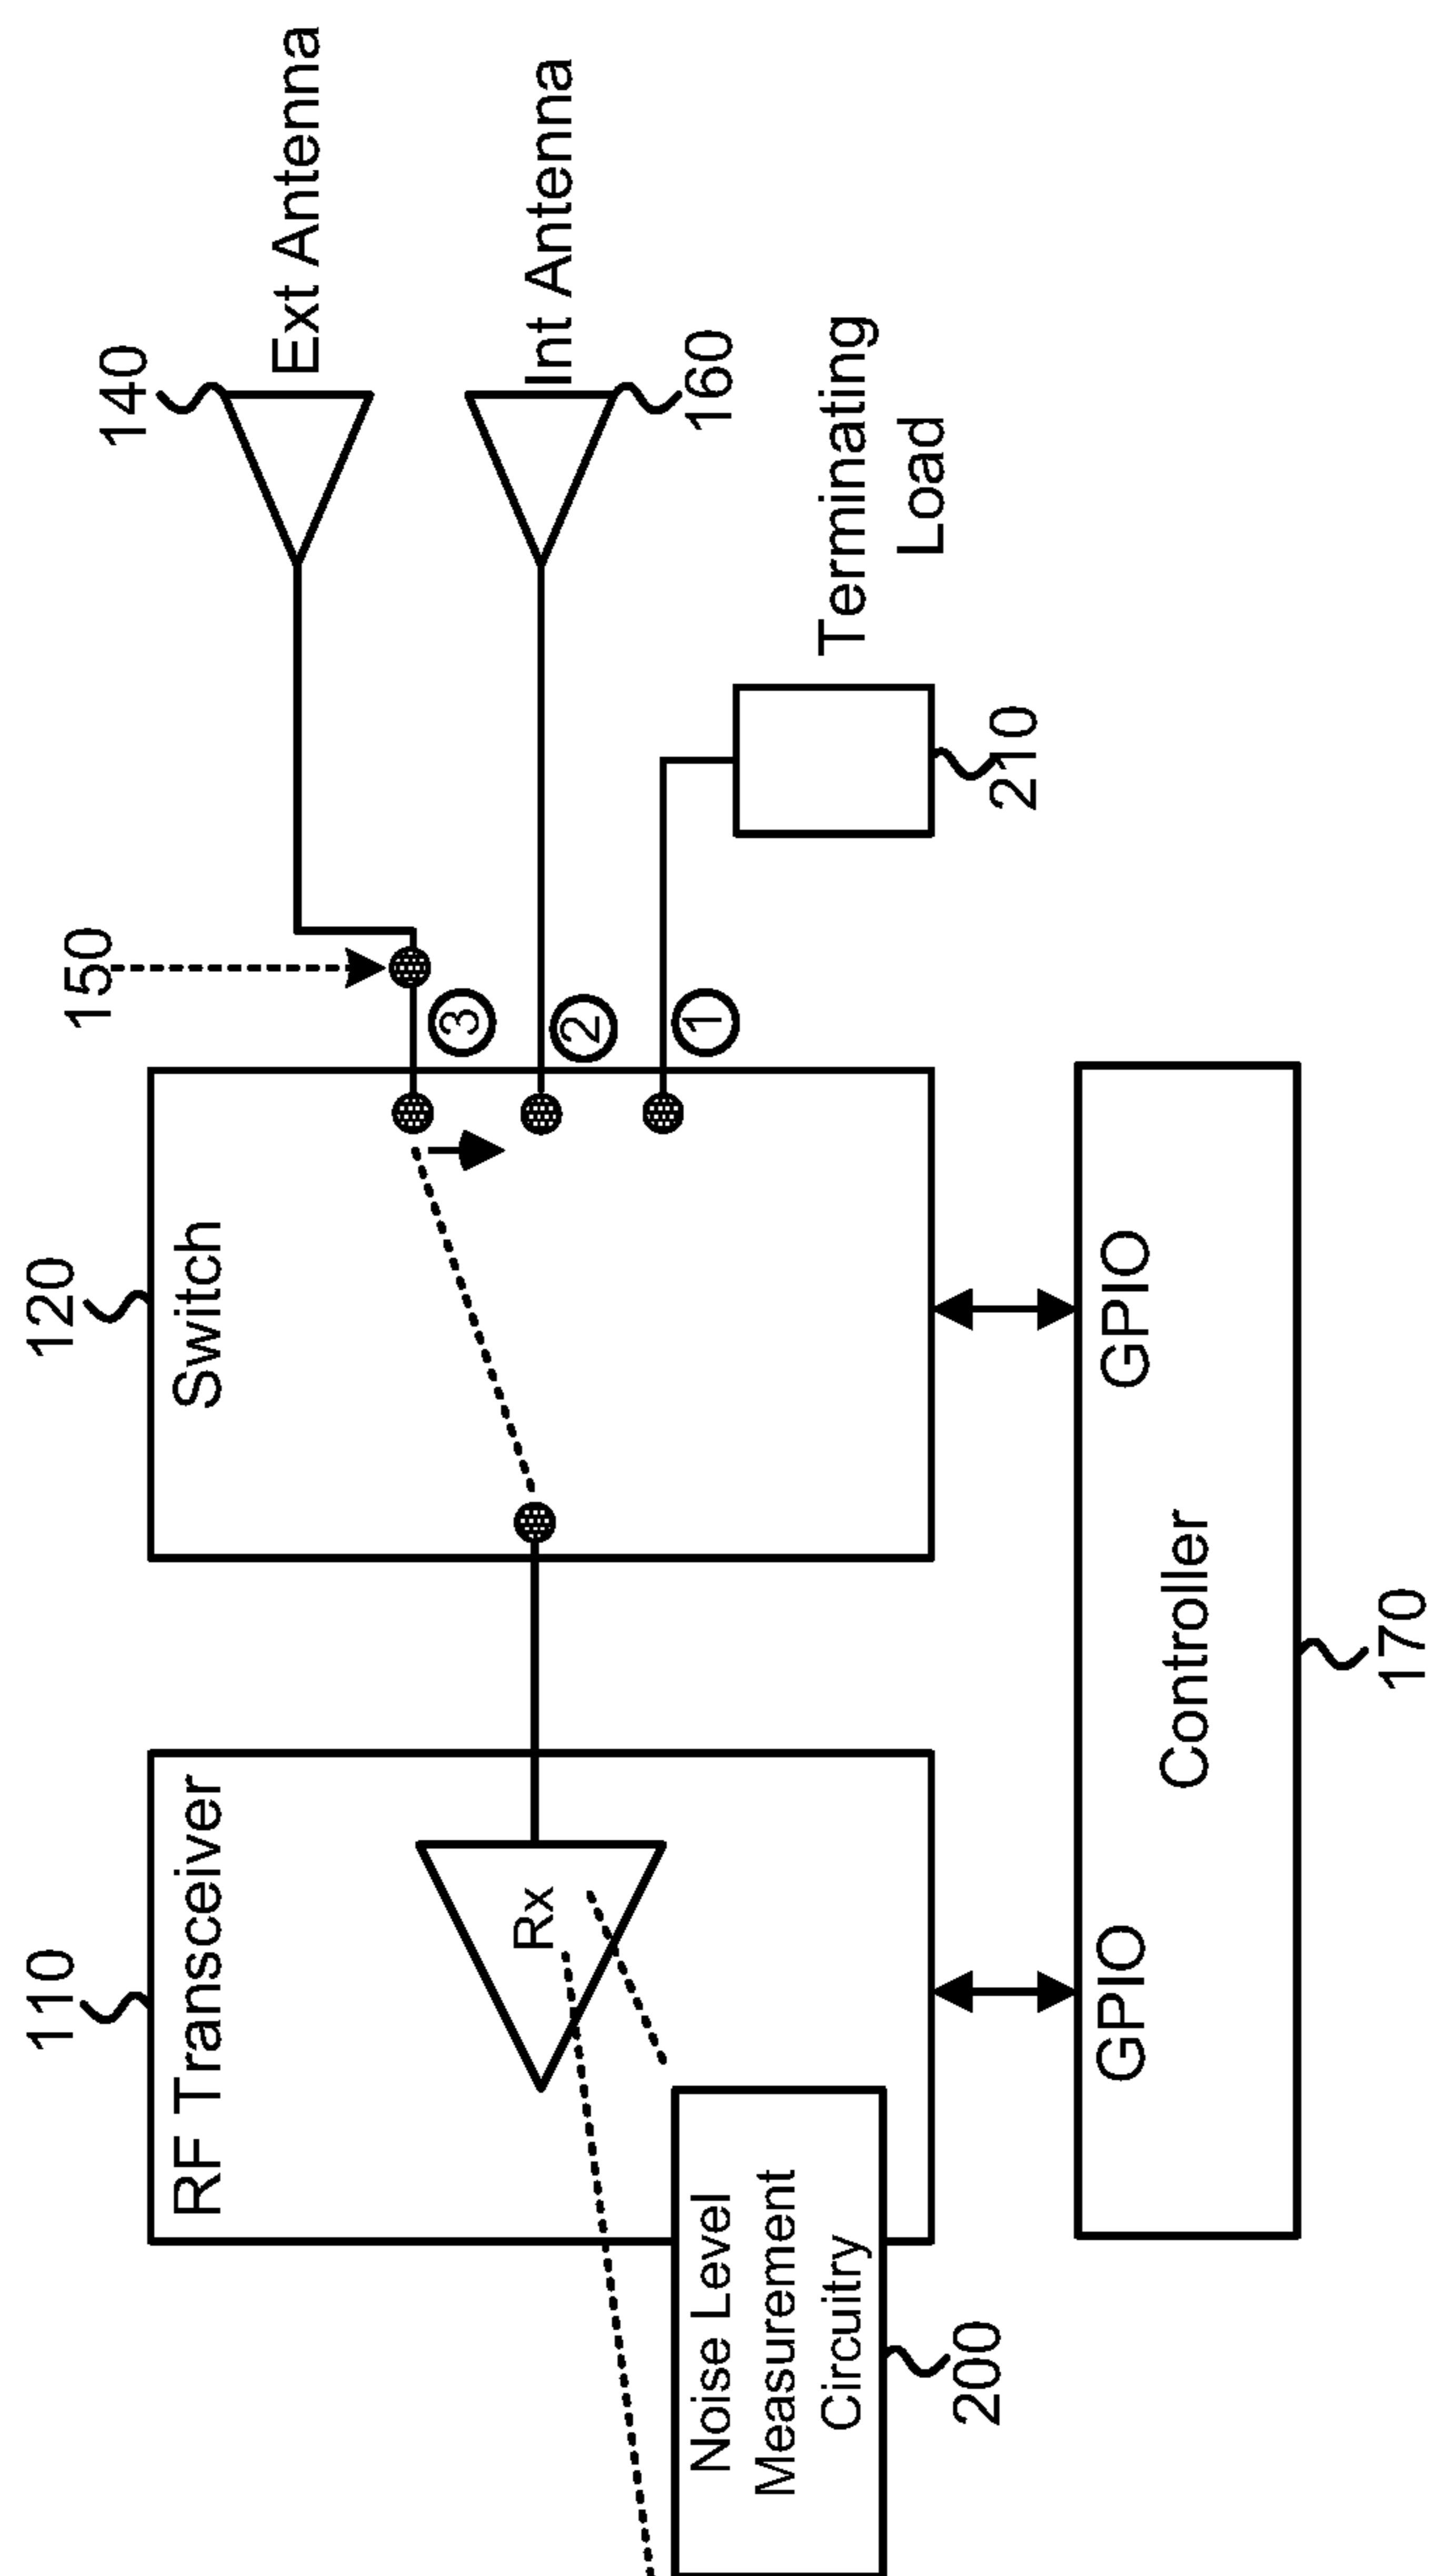 110
RF Transceiver
Rx
Noise Level
Measurement
Circuitry
200
120
Switch
150
3
2
1
140
Ext Antenna
Int Antenna
160
Terminating
Load
210
GPIO
GPIO
Controller
170